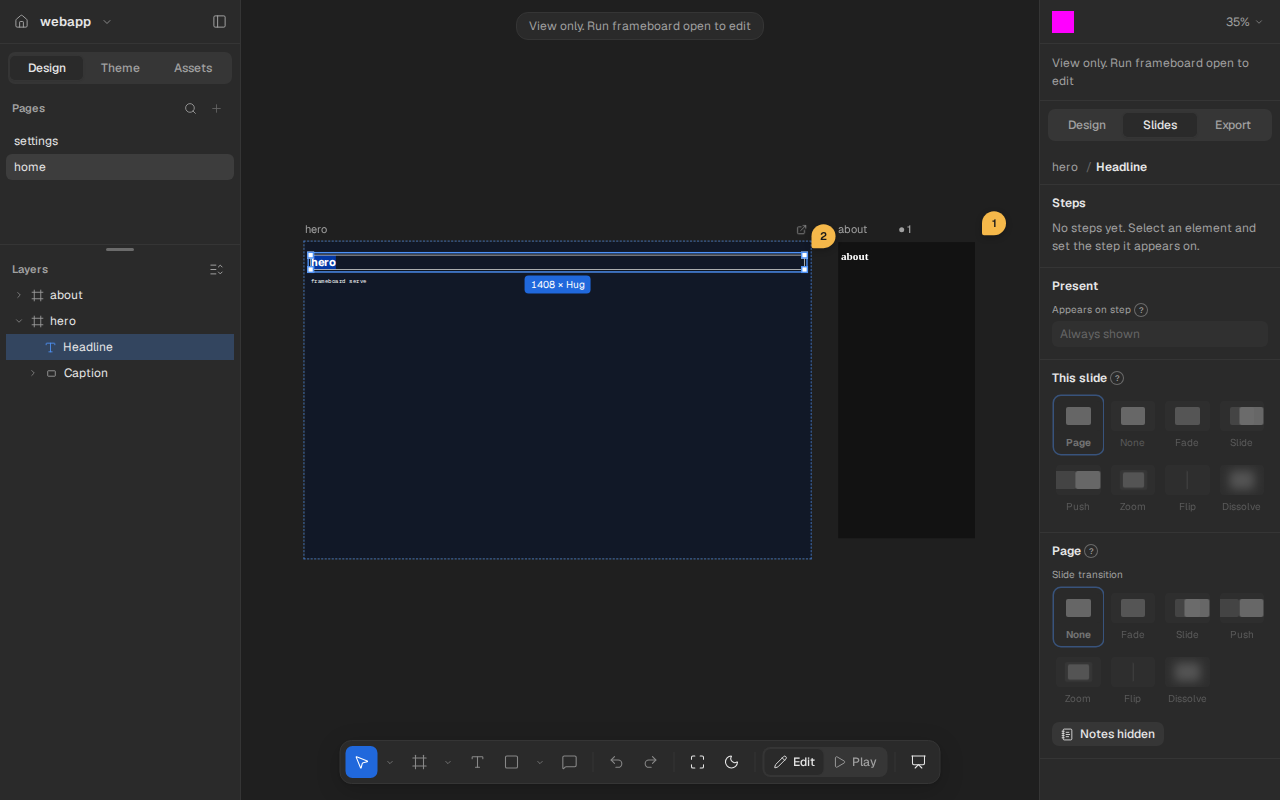 webapp
View only. Run frameboard open to edit
35%
View only. Run frameboard open to
edit
Design
Theme
Assets
Design
Slides
Export
Pages
settings
home
hero / Headline
Steps
No steps yet. Select an element and
set the step it appears on.
hero
2
about
1
1
hero
about
frameboard serve
1408 × Hug
Layers
about
hero
Headline
Caption
Present
Appears on step ?
Always shown
This slide ?
Page
None
Fade
Slide
Push
Zoom
Flip
Dissolve
Page ?
Slide transition
None
Fade
Slide
Push
Zoom
Flip
Dissolve
Notes hidden
Edit
Play